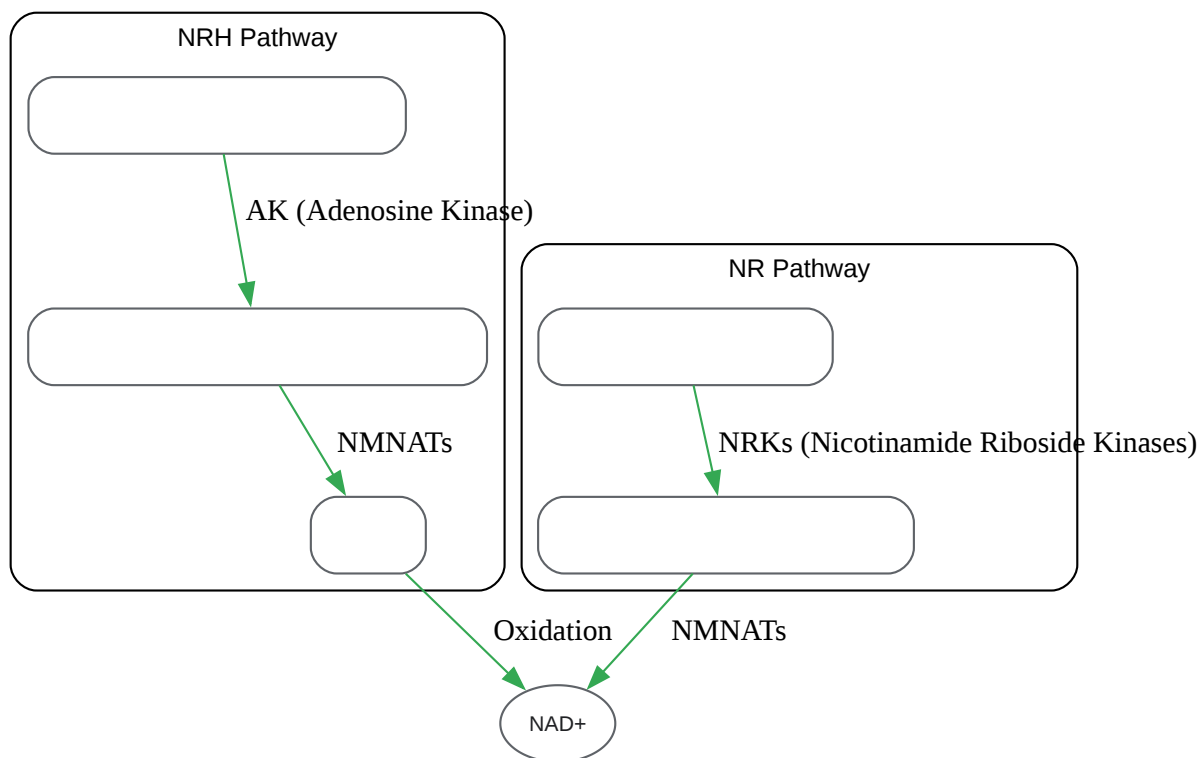 NRH Pathway
AK (Adenosine Kinase)
NR Pathway
NMNATs
NRKs (Nicotinamide Riboside Kinases)
Oxidation
NMNATs
NAD+